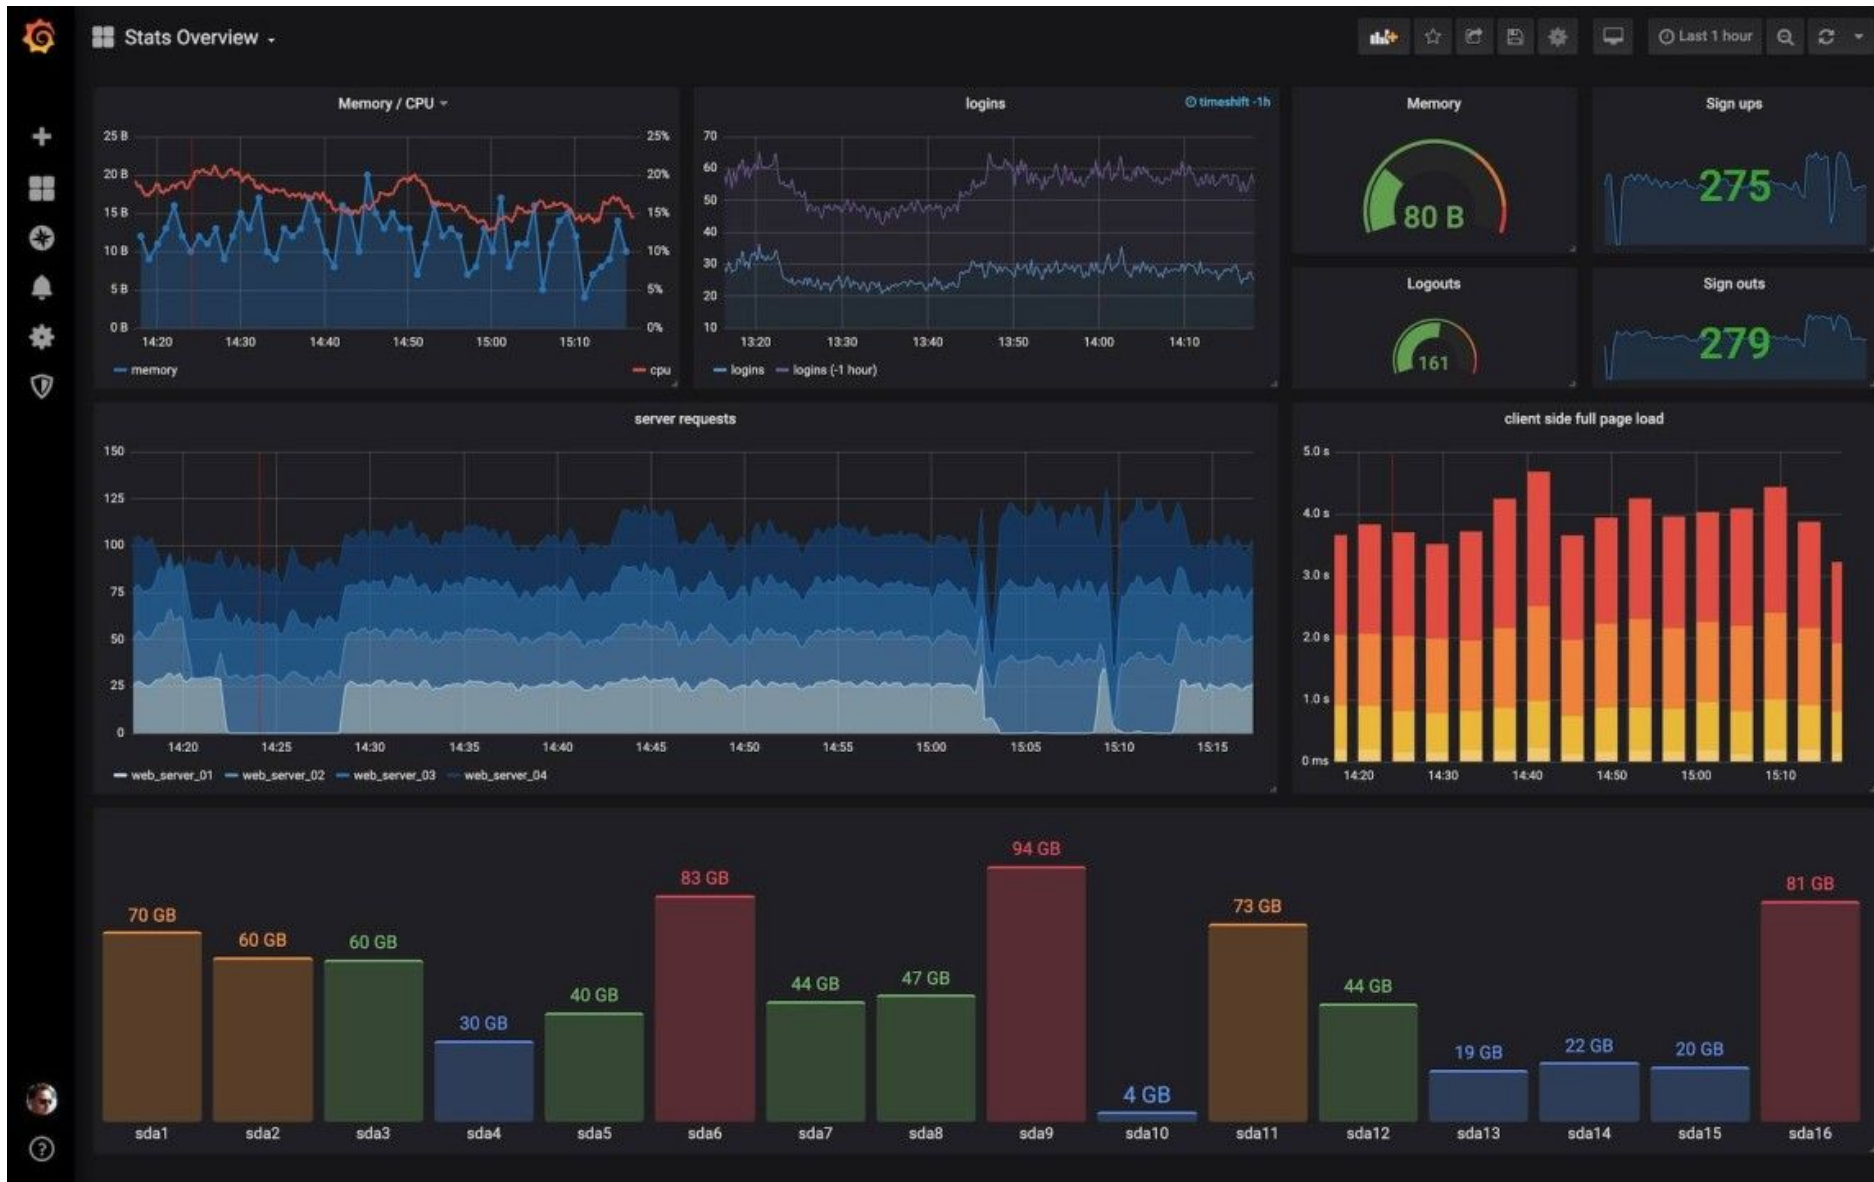 Stats Overview
Last 1 hour
Memory / CPU
25 B
20 B
15 B
10 B
5 B
0 B
25%
20%
15%
10%
5%
0%
14:20 14:30 14:40 14:50 15:00 15:10
memory
cpu
logins
timeshift -1h
70
60
50
40
30
20
10
13:20 13:30 13:40 13:50 14:00 14:10
logins logins (-1 hour)
Memory
80 B
Sign ups
275
Logouts
161
Sign outs
279
server requests
150
125
100
75
50
25
0
14:20 14:25 14:30 14:35 14:40 14:45 14:50 14:55 15:00 15:05 15:10 15:15
web_server_01 web_server_02 web_server_03 web_server_04
client side full page load
5.0 s
4.0 s
3.0 s
2.0 s
1.0 s
0 ms
14:20 14:30 14:40 14:50 15:00 15:10
70 GB 60 GB 60 GB 30 GB 40 GB 83 GB 44 GB 47 GB 94 GB 4 GB 73 GB 44 GB 19 GB 22 GB 20 GB 81 GB
sda1 sda2 sda3 sda4 sda5 sda6 sda7 sda8 sda9 sda10 sda11 sda12 sda13 sda14 sda15 sda16
?